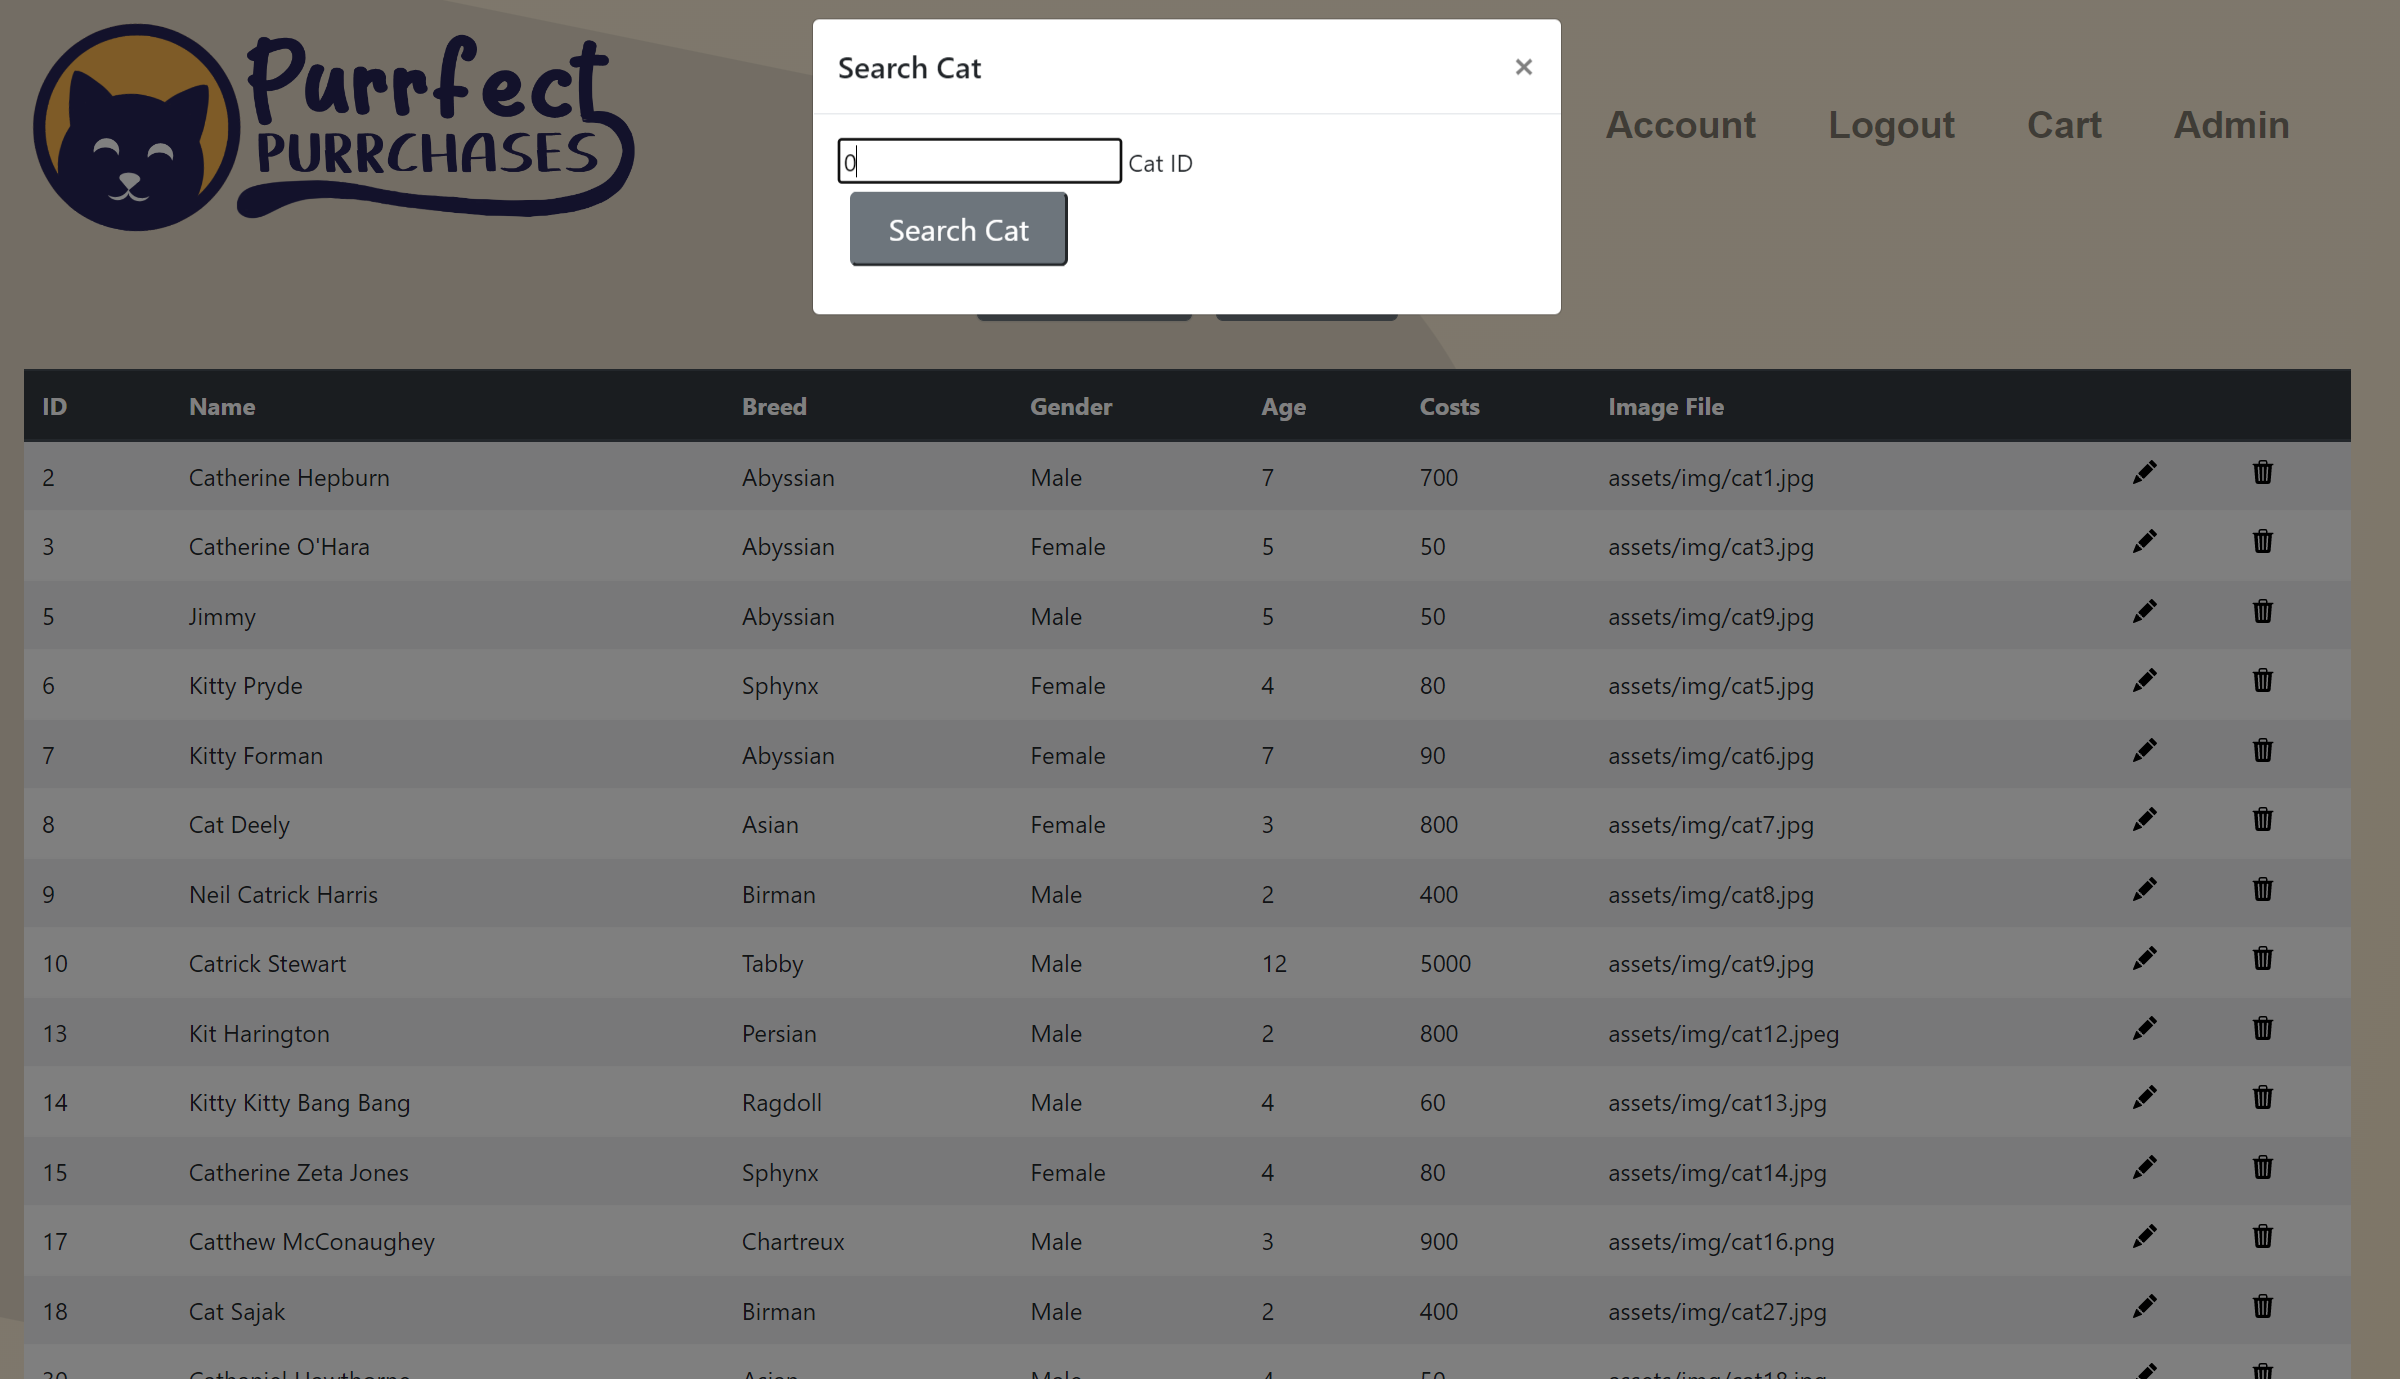 Purrfect
PURRCHASES
Search Cat ×
0 Cat ID
Search Cat
Account Logout Cart Admin
ID Name Breed Gender Age Costs Image File
2 Catherine Hepburn Abyssian Male 7 700 assets/img/cat1.jpg
3 Catherine O'Hara Abyssian Female 5 50 assets/img/cat3.jpg
5 Jimmy Abyssian Male 5 50 assets/img/cat9.jpg
6 Kitty Pryde Sphynx Female 4 80 assets/img/cat5.jpg
7 Kitty Forman Abyssian Female 7 90 assets/img/cat6.jpg
8 Cat Deely Asian Female 3 800 assets/img/cat7.jpg
9 Neil Catrick Harris Birman Male 2 400 assets/img/cat8.jpg
10 Catrick Stewart Tabby Male 12 5000 assets/img/cat9.jpg
13 Kit Harington Persian Male 2 800 assets/img/cat12.jpeg
14 Kitty Kitty Bang Bang Ragdoll Male 4 60 assets/img/cat13.jpg
15 Catherine Zeta Jones Sphynx Female 4 80 assets/img/cat14.jpg
17 Catthew McConaughey Chartreux Male 3 900 assets/img/cat16.png
18 Cat Sajak Birman Male 2 400 assets/img/cat27.jpg